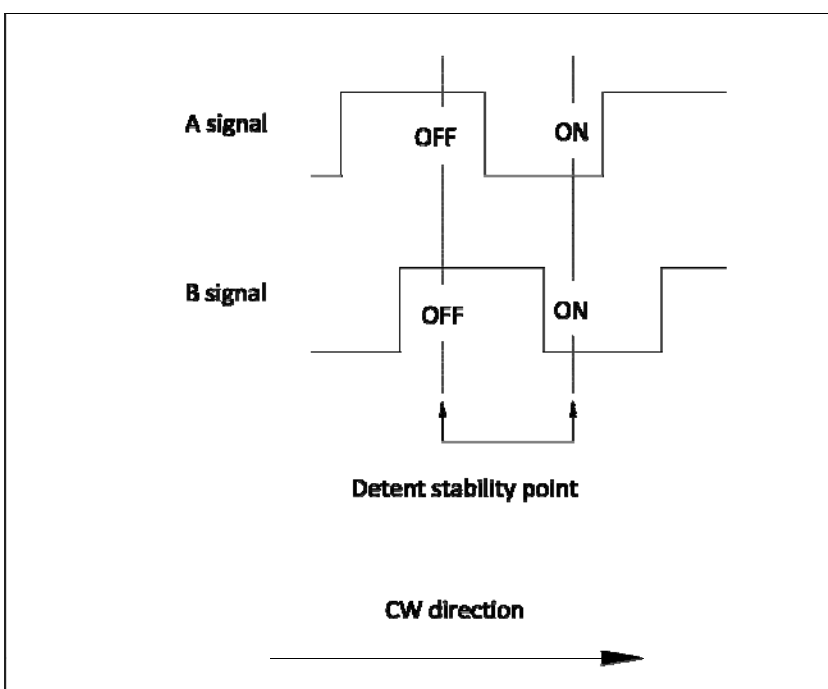 A signal
OFF
ON
B signal
OFF
ON
Detent stability point
CW direction